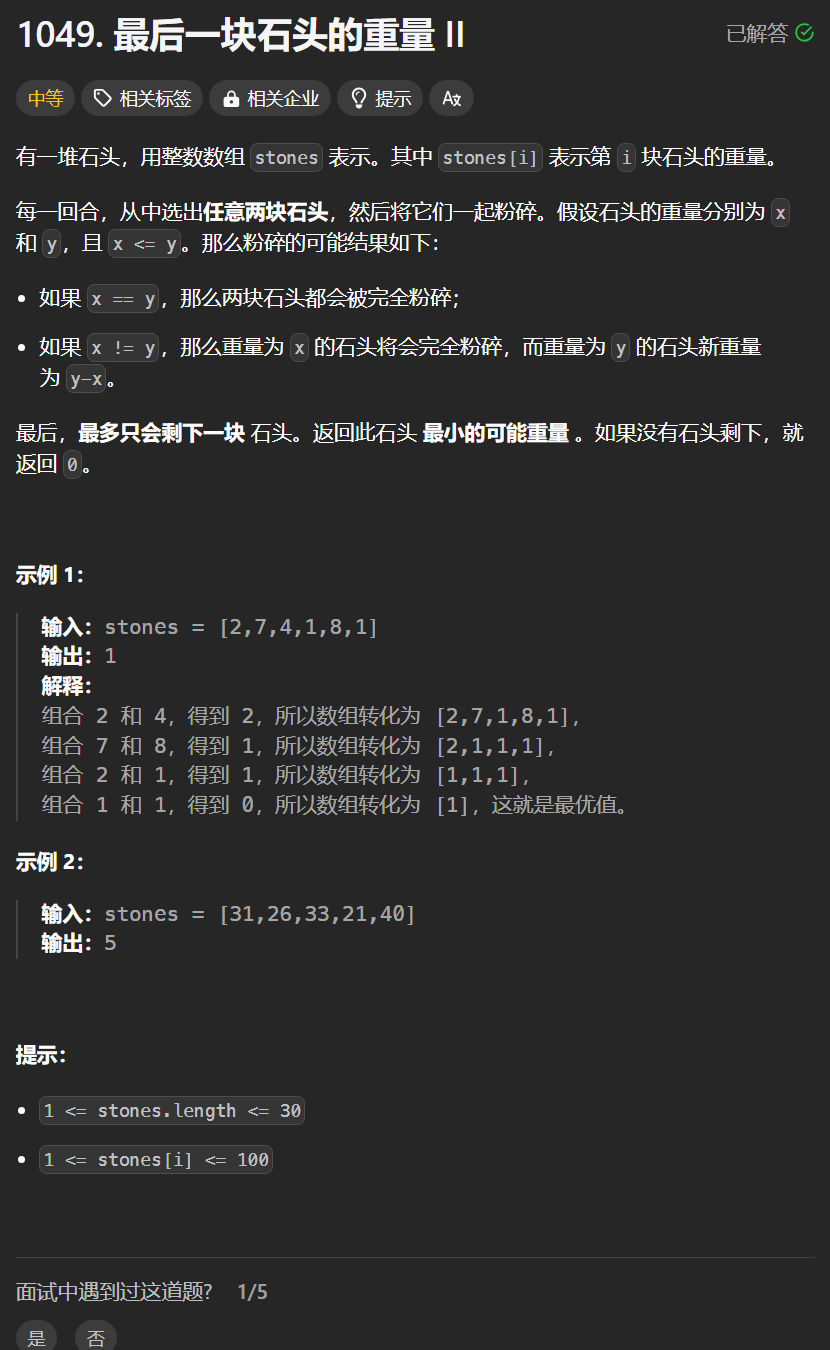 1049. 最后一块石头的重量 II
已解答
中等 相关标签 相关企业 提示
有一堆石头，用整数数组 stones 表示。其中 stones[i] 表示第 i 块石头的重量。
每一回合，从中选出任意两块石头，然后将它们一起粉碎。假设石头的重量分别为 x
和 y，且 x <= y。那么粉碎的可能结果如下：
• 如果 x == y，那么两块石头都会被完全粉碎；
• 如果 x != y，那么重量为 x 的石头将会完全粉碎，而重量为 y 的石头新重量
为 y-x。
最后，最多只会剩下一块 石头。返回此石头 最小的可能重量 。如果没有石头剩下，就
返回 0。
示例 1：
输入：stones = [2,7,4,1,8,1]
输出：1
解释：
组合 2 和 4，得到 2，所以数组转化为 [2,7,1,8,1]，
组合 7 和 8，得到 1，所以数组转化为 [2,1,1,1]，
组合 2 和 1，得到 1，所以数组转化为 [1,1,1]，
组合 1 和 1，得到 0，所以数组转化为 [1]，这就是最优值。
示例 2：
输入：stones = [31,26,33,21,40]
输出：5
提示：
• 1 <= stones.length <= 30
• 1 <= stones[i] <= 100
面试中遇到过这道题? 1/5
是 否